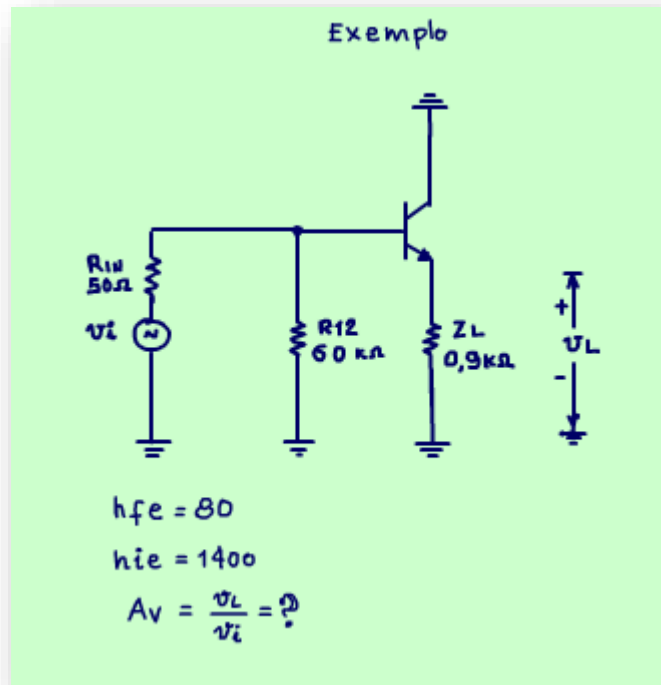 Exemplo
RIN
50Ω
vi
R12
60 kΩ
ZL
0,9kΩ
+
vL
-
hfe = 80
hie = 1400
Av = vL/vi = ?